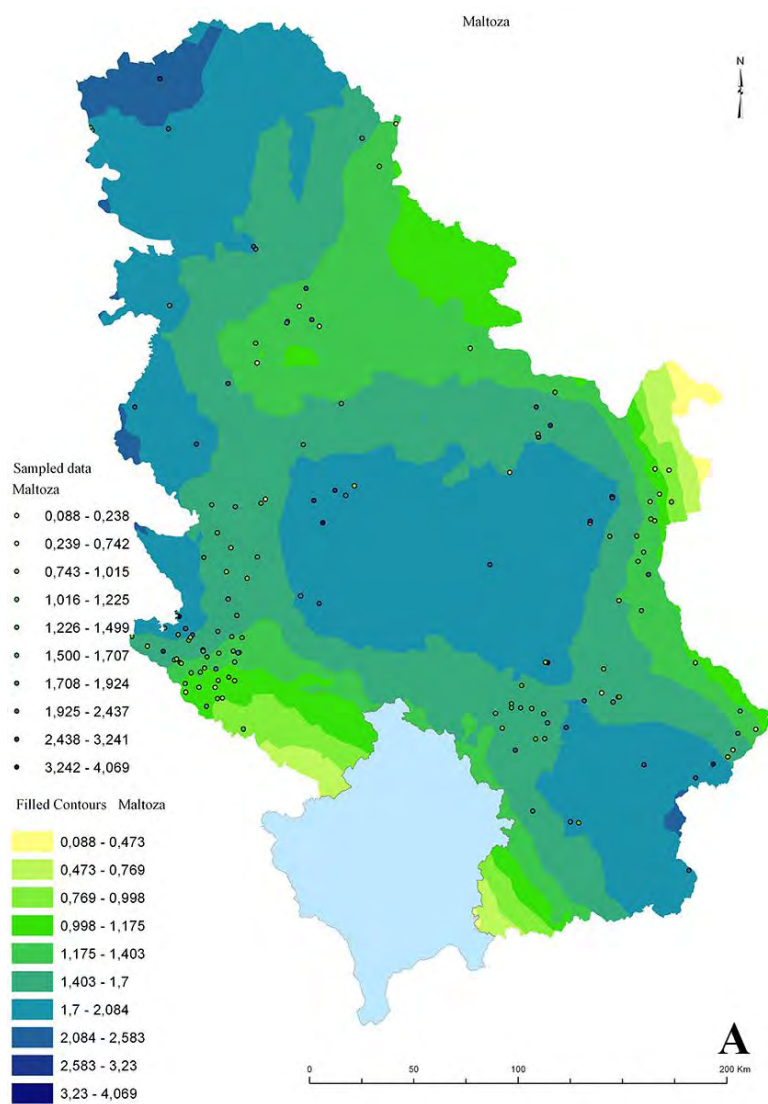 Maltoza
N
Sampled data
Maltoza
0,088 - 0,238
0,239 - 0,742
0,743 - 1,015
1,016 - 1,225
1,226 - 1,499
1,500 - 1,707
1,708 - 1,924
1,925 - 2,437
2,438 - 3,241
3,242 - 4,069
Filled Contours Maltoza
0,088 - 0,473
0,473 - 0,769
0,769 - 0,998
0,998 - 1,175
1,175 - 1,403
1,403 - 1,7
1,7 - 2,084
2,084 - 2,583
2,583 - 3,23
3,23 - 4,069
A
0 50 100 200 Km